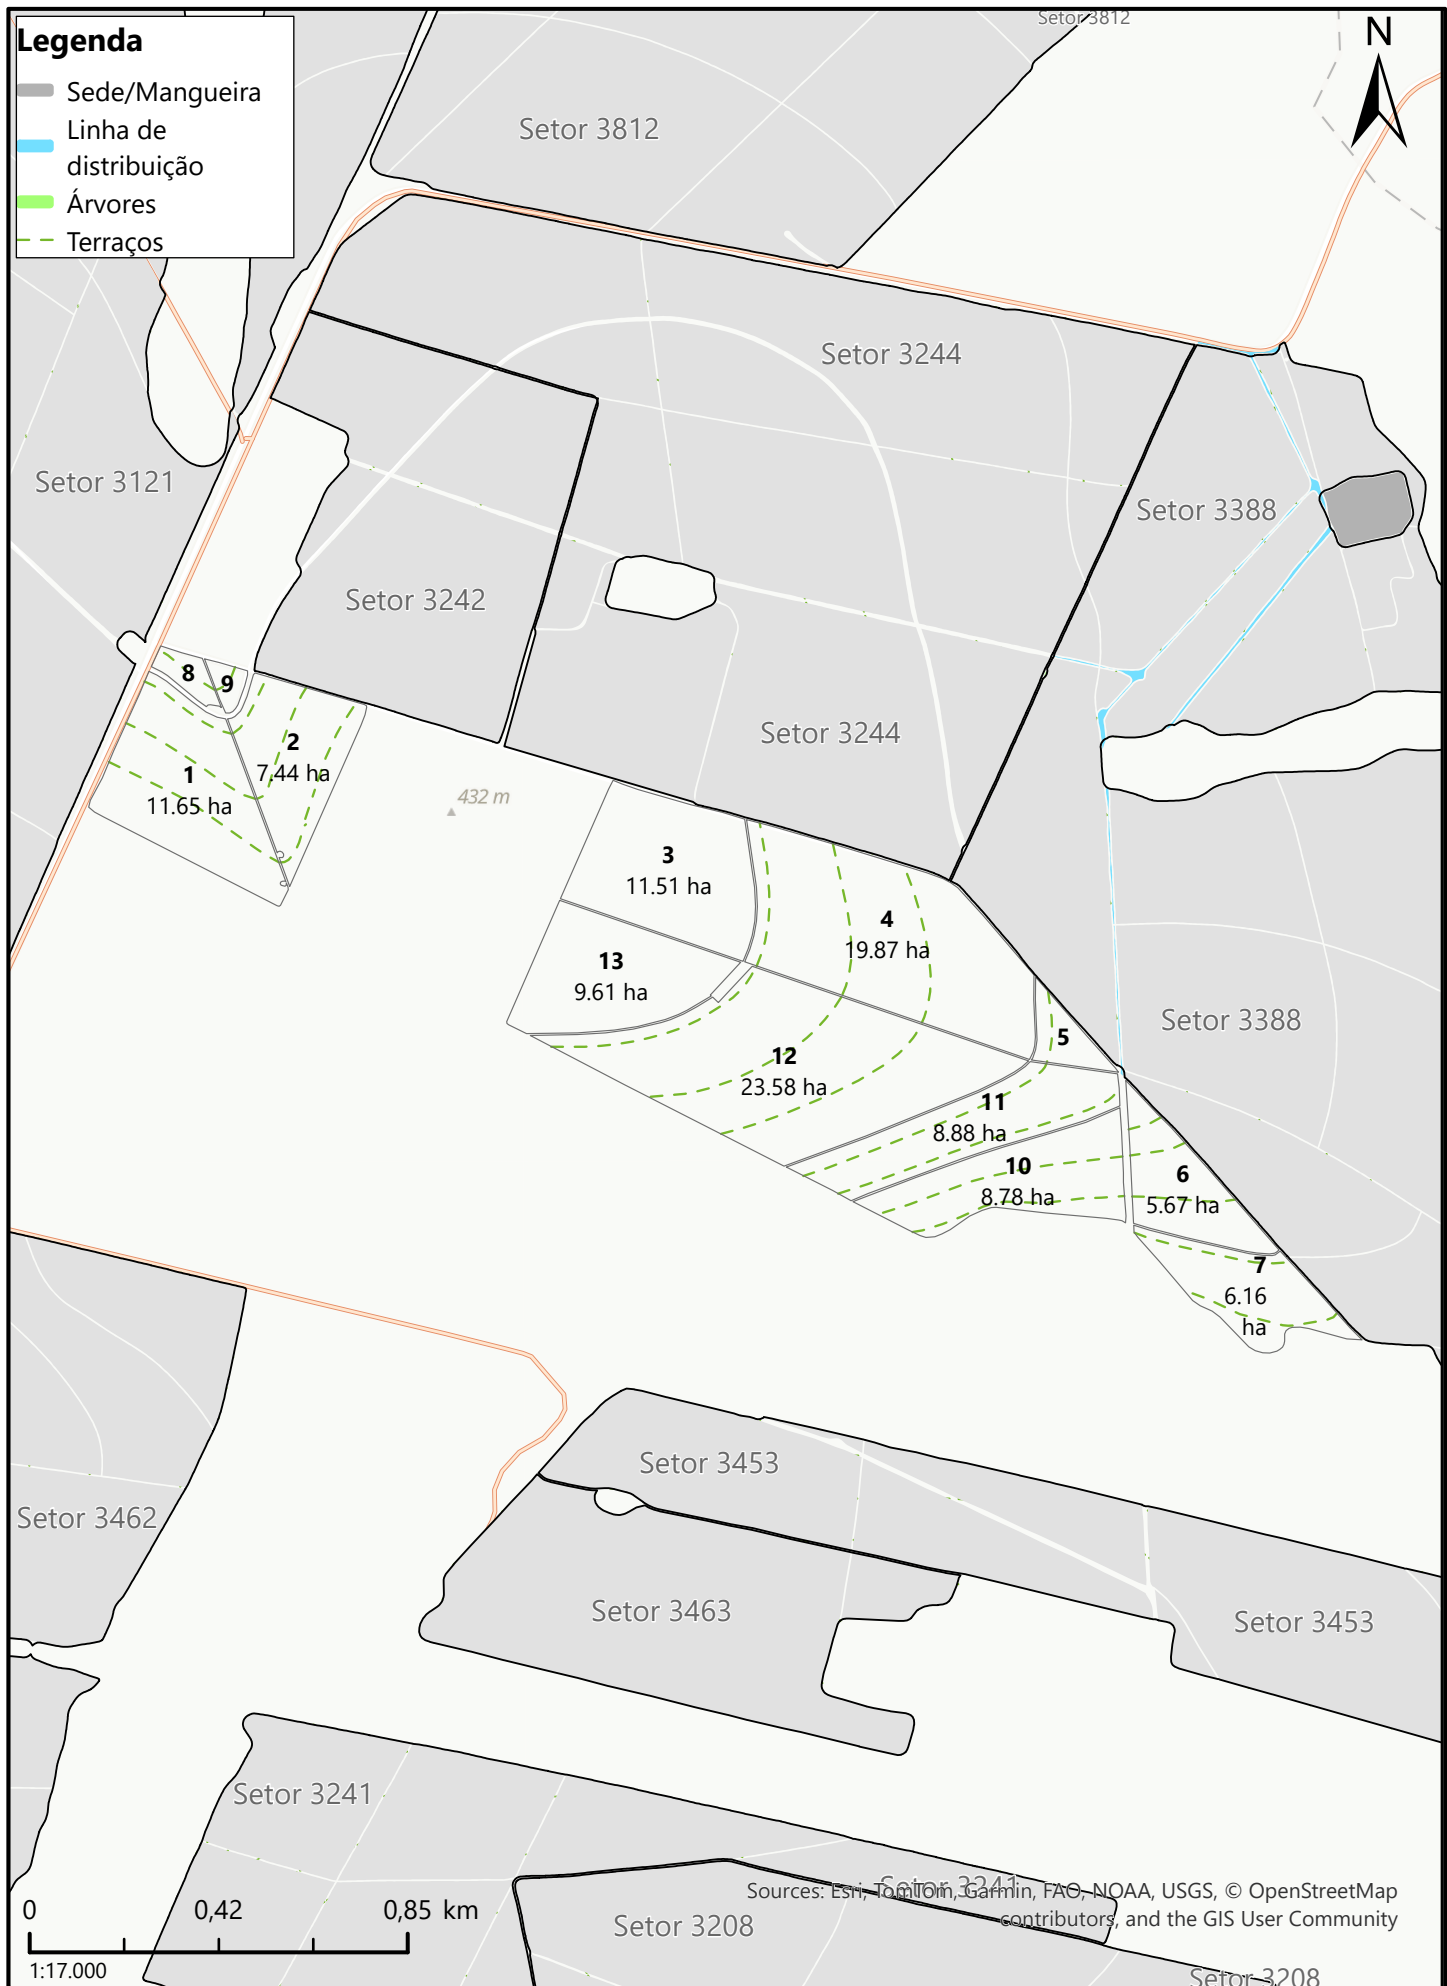 Legenda
Sede/Mangueira
Linha de
distribuição
Árvores
Terraços
N
Setor 3812
Setor 3812
Setor 3244
Setor 3121
Setor 3388
Setor 3242
Setor 3244
8
9
2
7.44 ha
1
11.65 ha
432 m
3
11.51 ha
4
19.87 ha
13
9.61 ha
5
Setor 3388
12
23.58 ha
11
8.88 ha
10
8.78 ha
6
5.67 ha
7
6.16
ha
Setor 3453
Setor 3462
Setor 3463
Setor 3453
Setor 3241
Setor 3241
Sources: Esri, TomTom, Garmin, FAO, NOAA, USGS, © OpenStreetMap
contributors, and the GIS User Community
Setor 3208
Setor 3208
0 0,42 0,85 km
1:17.000